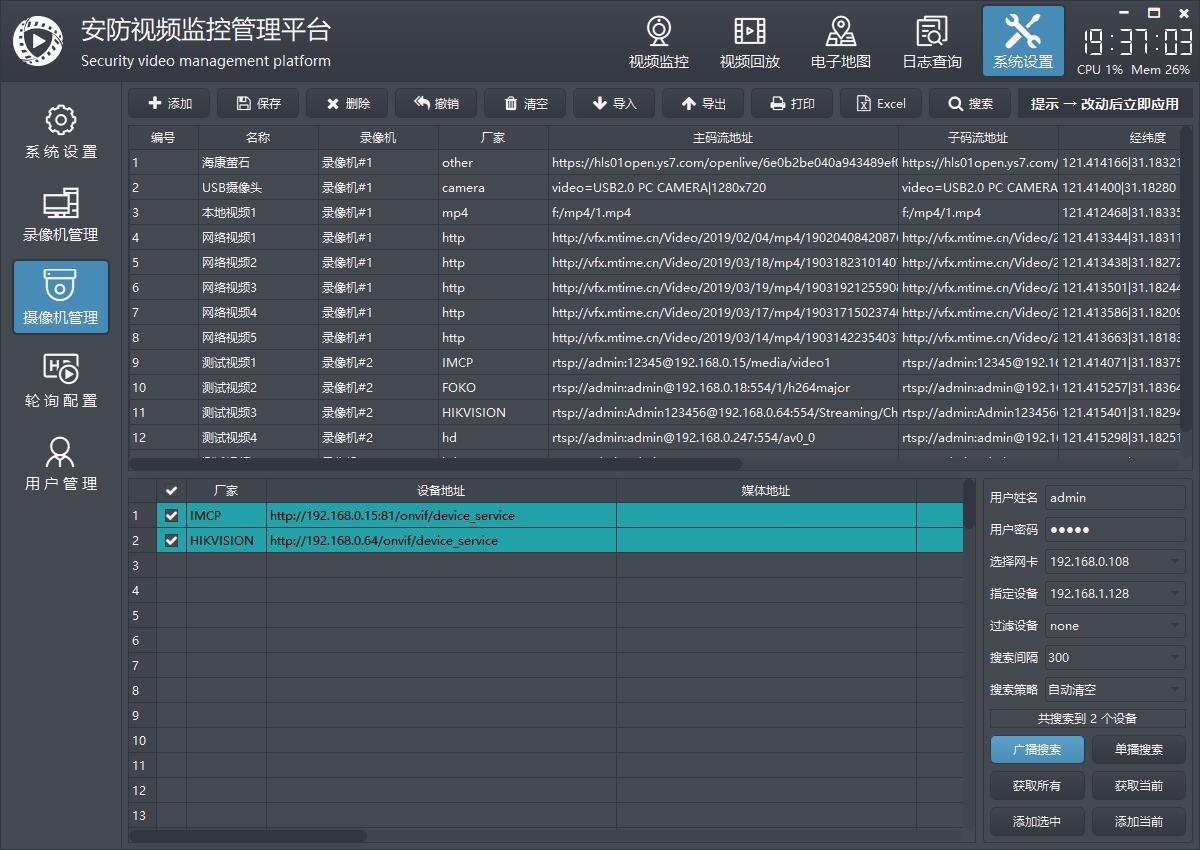 安防视频监控管理平台
Security video management platform
视频监控 视频回放 电子地图 日志查询 系统设置
19:37:03
CPU 1% Mem 26%
系统设置
录像机管理
摄像机管理
轮询配置
用户管理
添加 保存 删除 撤销 清空 导入 导出 打印 Excel 搜索 提示 → 改动后立即应用
编号 名称 录像机 厂家 主码流地址 子码流地址 经纬度
1 海康萤石 录像机#1 other https://hls01open.ys7.com/openlive/6e0b2be040a943489ef0 https://hls01open.ys7.com/ 121.414166|31.18321
2 USB摄像头 录像机#1 camera video=USB2.0 PC CAMERA|1280x720 video=USB2.0 PC CAMERA 121.41400|31.18280
3 本地视频1 录像机#1 mp4 f:/mp4/1.mp4 f:/mp4/1.mp4 121.412468|31.18335
4 网络视频1 录像机#1 http http://vfx.mtime.cn/Video/2019/02/04/mp4/19020408420876 http://vfx.mtime.cn/Video/2 121.413344|31.18311
5 网络视频2 录像机#1 http http://vfx.mtime.cn/Video/2019/03/18/mp4/19031823101407 http://vfx.mtime.cn/Video/2 121.413438|31.18272
6 网络视频3 录像机#1 http http://vfx.mtime.cn/Video/2019/03/19/mp4/19031921255908 http://vfx.mtime.cn/Video/2 121.413501|31.18244
7 网络视频4 录像机#1 http http://vfx.mtime.cn/Video/2019/03/17/mp4/19031715023740 http://vfx.mtime.cn/Video/2 121.413586|31.18209
8 网络视频5 录像机#1 http http://vfx.mtime.cn/Video/2019/03/14/mp4/19031422354037 http://vfx.mtime.cn/Video/2 121.413663|31.18183
9 测试视频1 录像机#2 IMCP rtsp://admin:12345@192.168.0.15/media/video1 rtsp://admin:12345@192.16 121.414071|31.18375
10 测试视频2 录像机#2 FOKO rtsp://admin:admin@192.168.0.18:554/1/h264major rtsp://admin:admin@192.16 121.415257|31.18364
11 测试视频3 录像机#2 HIKVISION rtsp://admin:Admin123456@192.168.0.64:554/Streaming/Ch rtsp://admin:Admin123456 121.415401|31.18294
12 测试视频4 录像机#2 hd rtsp://admin:admin@192.168.0.247:554/av0_0 rtsp://admin:admin@192.16 121.415298|31.18251
厂家 设备地址 媒体地址
1 IMCP http://192.168.0.15:81/onvif/device_service
2 HIKVISION http://192.168.0.64/onvif/device_service
3
4
5
6
7
8
9
10
11
12
13
用户姓名 admin
用户密码 ●●●●●
选择网卡 192.168.0.108
指定设备 192.168.1.128
过滤设备 none
搜索间隔 300
搜索策略 自动清空
共搜索到 2 个设备
广播搜索 单播搜索
获取所有 获取当前
添加选中 添加当前